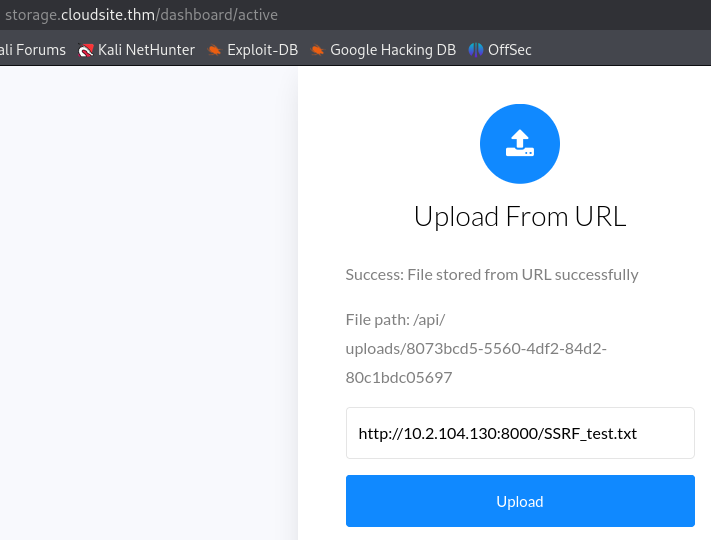 storage.cloudsite.thm/dashboard/active
ali Forums Kali NetHunter Exploit-DB Google Hacking DB OffSec
Upload From URL
Success: File stored from URL successfully
File path: /api/
uploads/8073bcd5-5560-4df2-84d2-
80c1bdc05697
http://10.2.104.130:8000/SSRF_test.txt
Upload